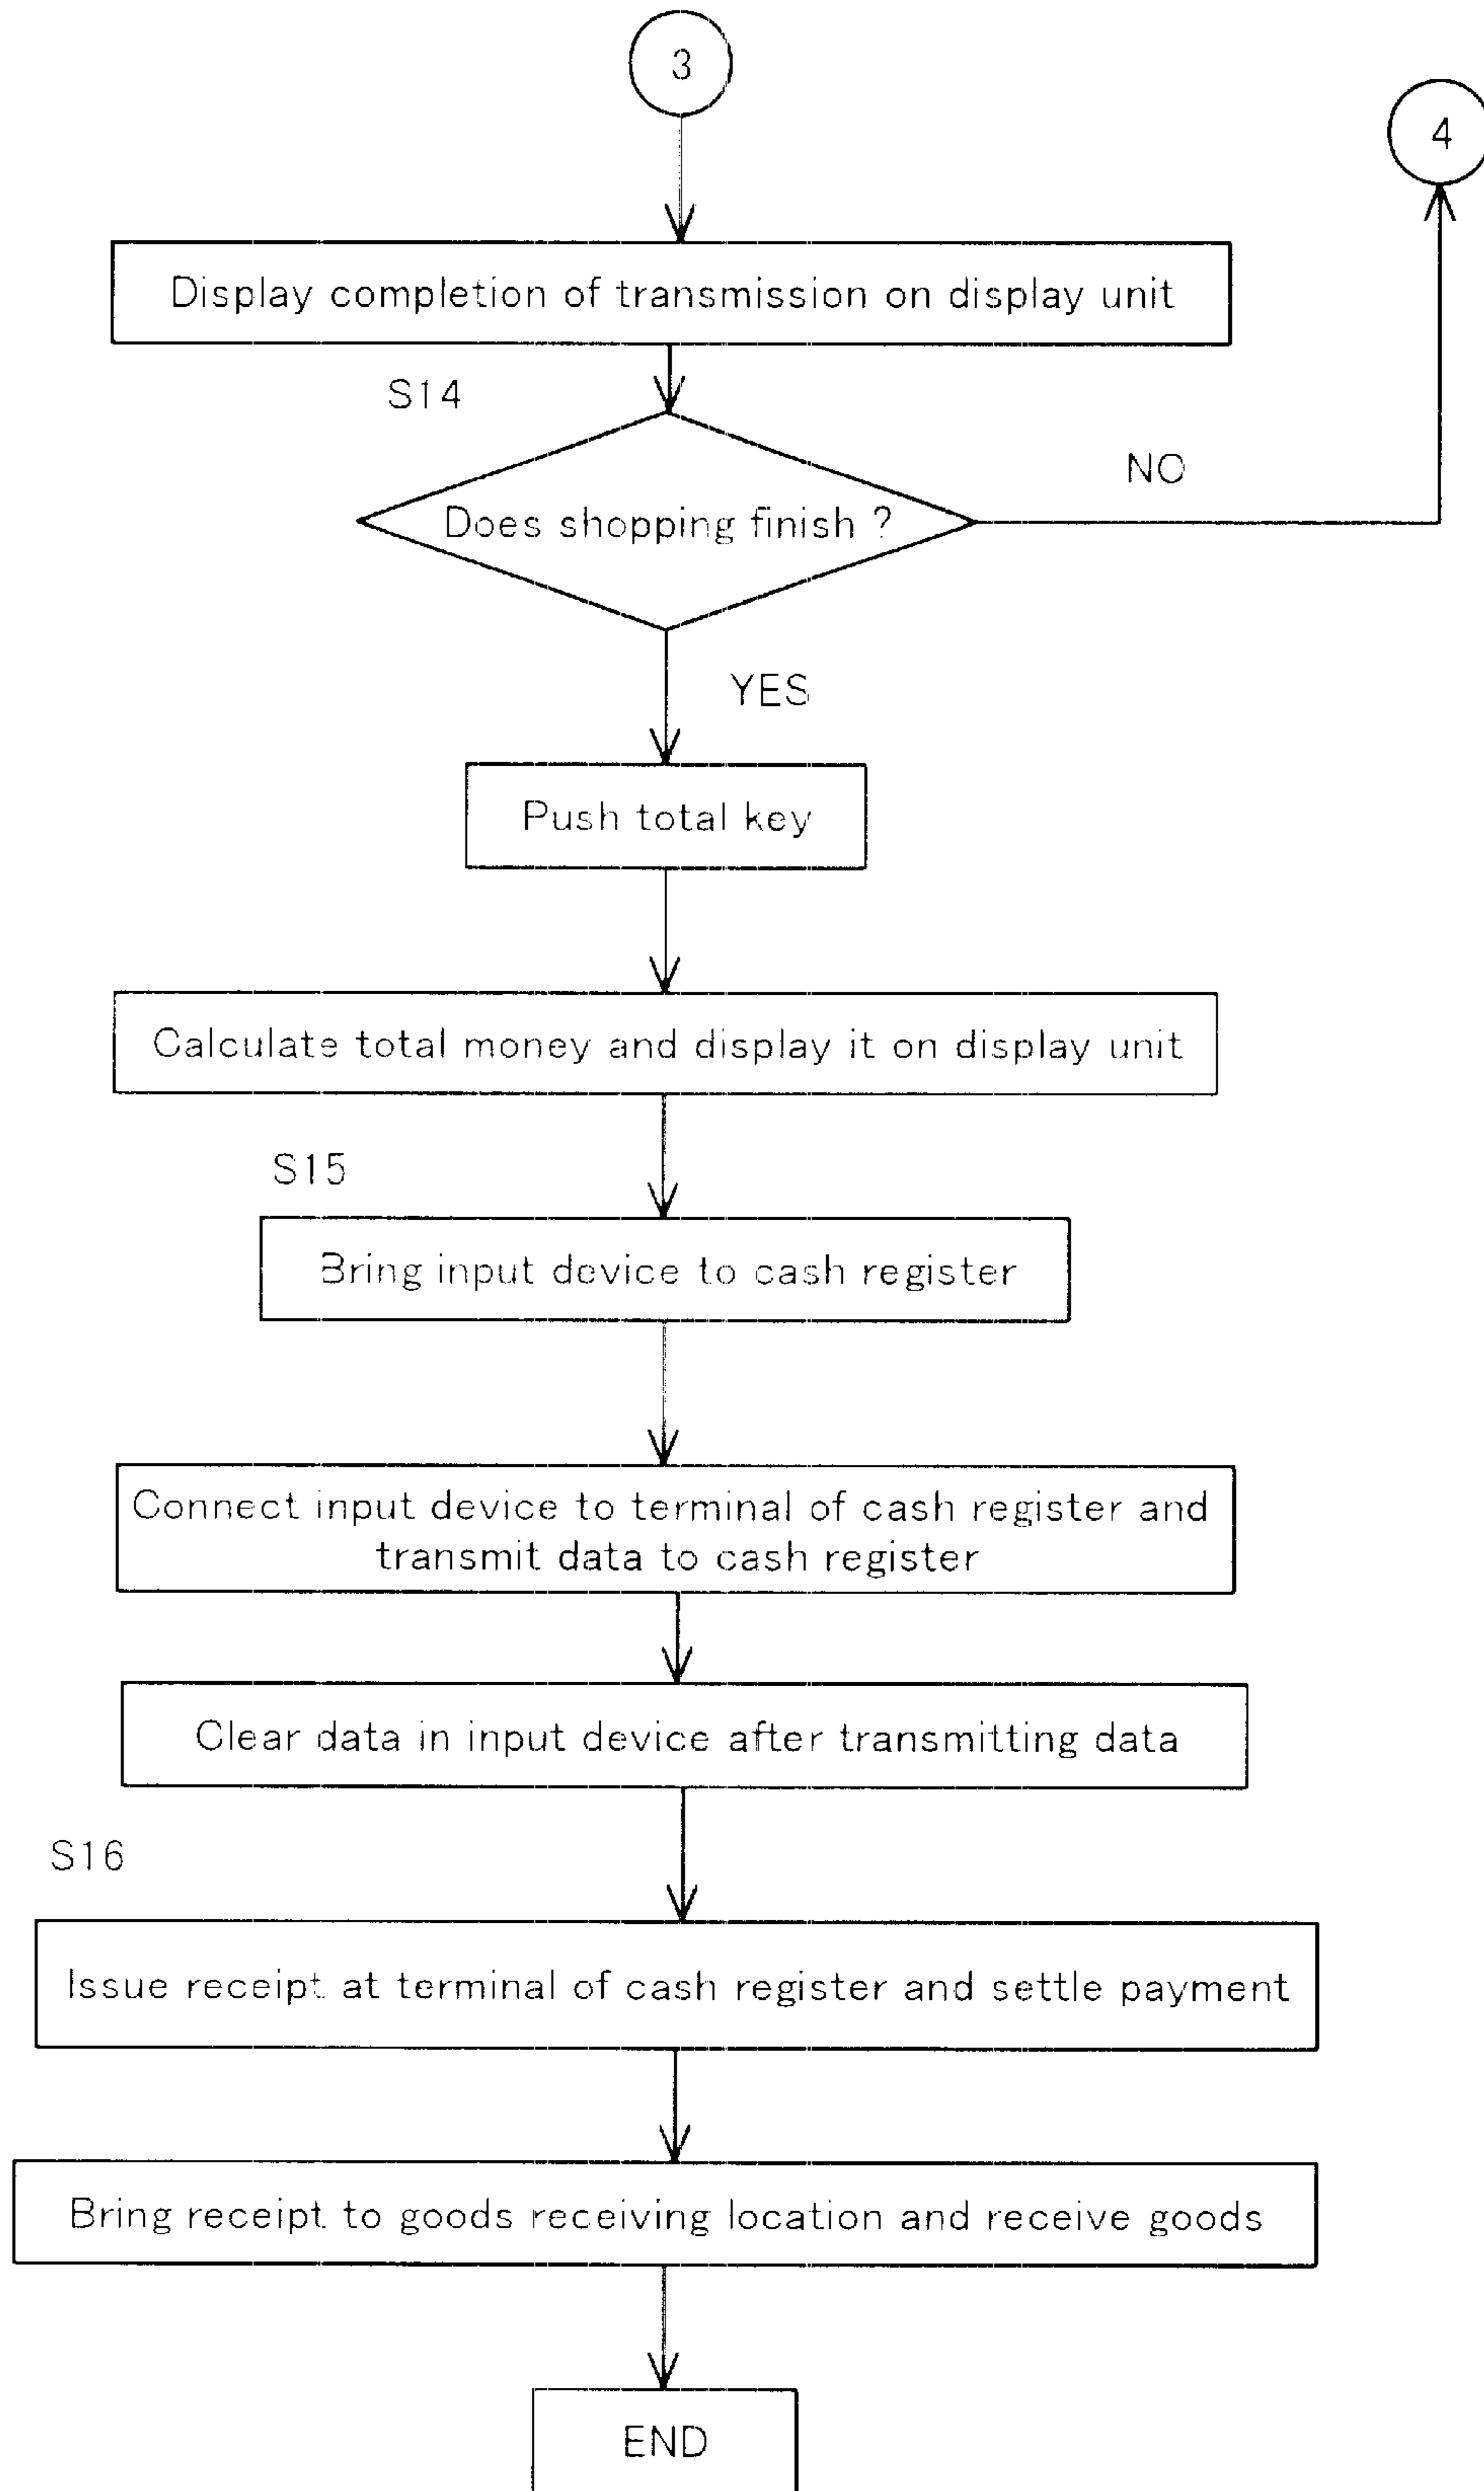 3
4
Display completion of transmission on display unit
S14
NO
Does shopping finish ?
YES
Push total key
Calculate total money and display it on display unit
S15
Bring input device to cash register
Connect input device to terminal of cash register and
transmit data to cash register
Clear data in input device after transmitting data
S16
Issue receipt at terminal of cash register and settle payment
Bring receipt to goods receiving location and receive goods
END